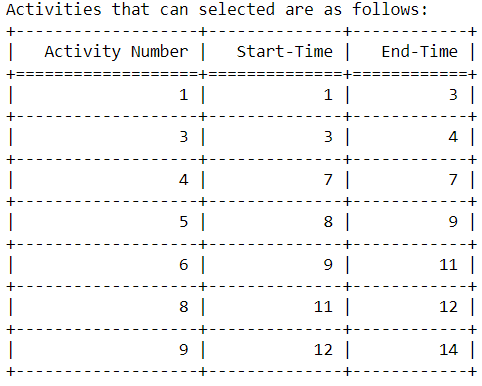 Activities that can selected are as follows:
+-------------------+--------------+------------+
|   Activity Number |   Start-Time |   End-Time |
+===================+==============+============+
|                 1 |            1 |          3 |
+-------------------+--------------+------------+
|                 3 |            3 |          4 |
+-------------------+--------------+------------+
|                 4 |            7 |          7 |
+-------------------+--------------+------------+
|                 5 |            8 |          9 |
+-------------------+--------------+------------+
|                 6 |            9 |         11 |
+-------------------+--------------+------------+
|                 8 |           11 |         12 |
+-------------------+--------------+------------+
|                 9 |           12 |         14 |
+-------------------+--------------+------------+